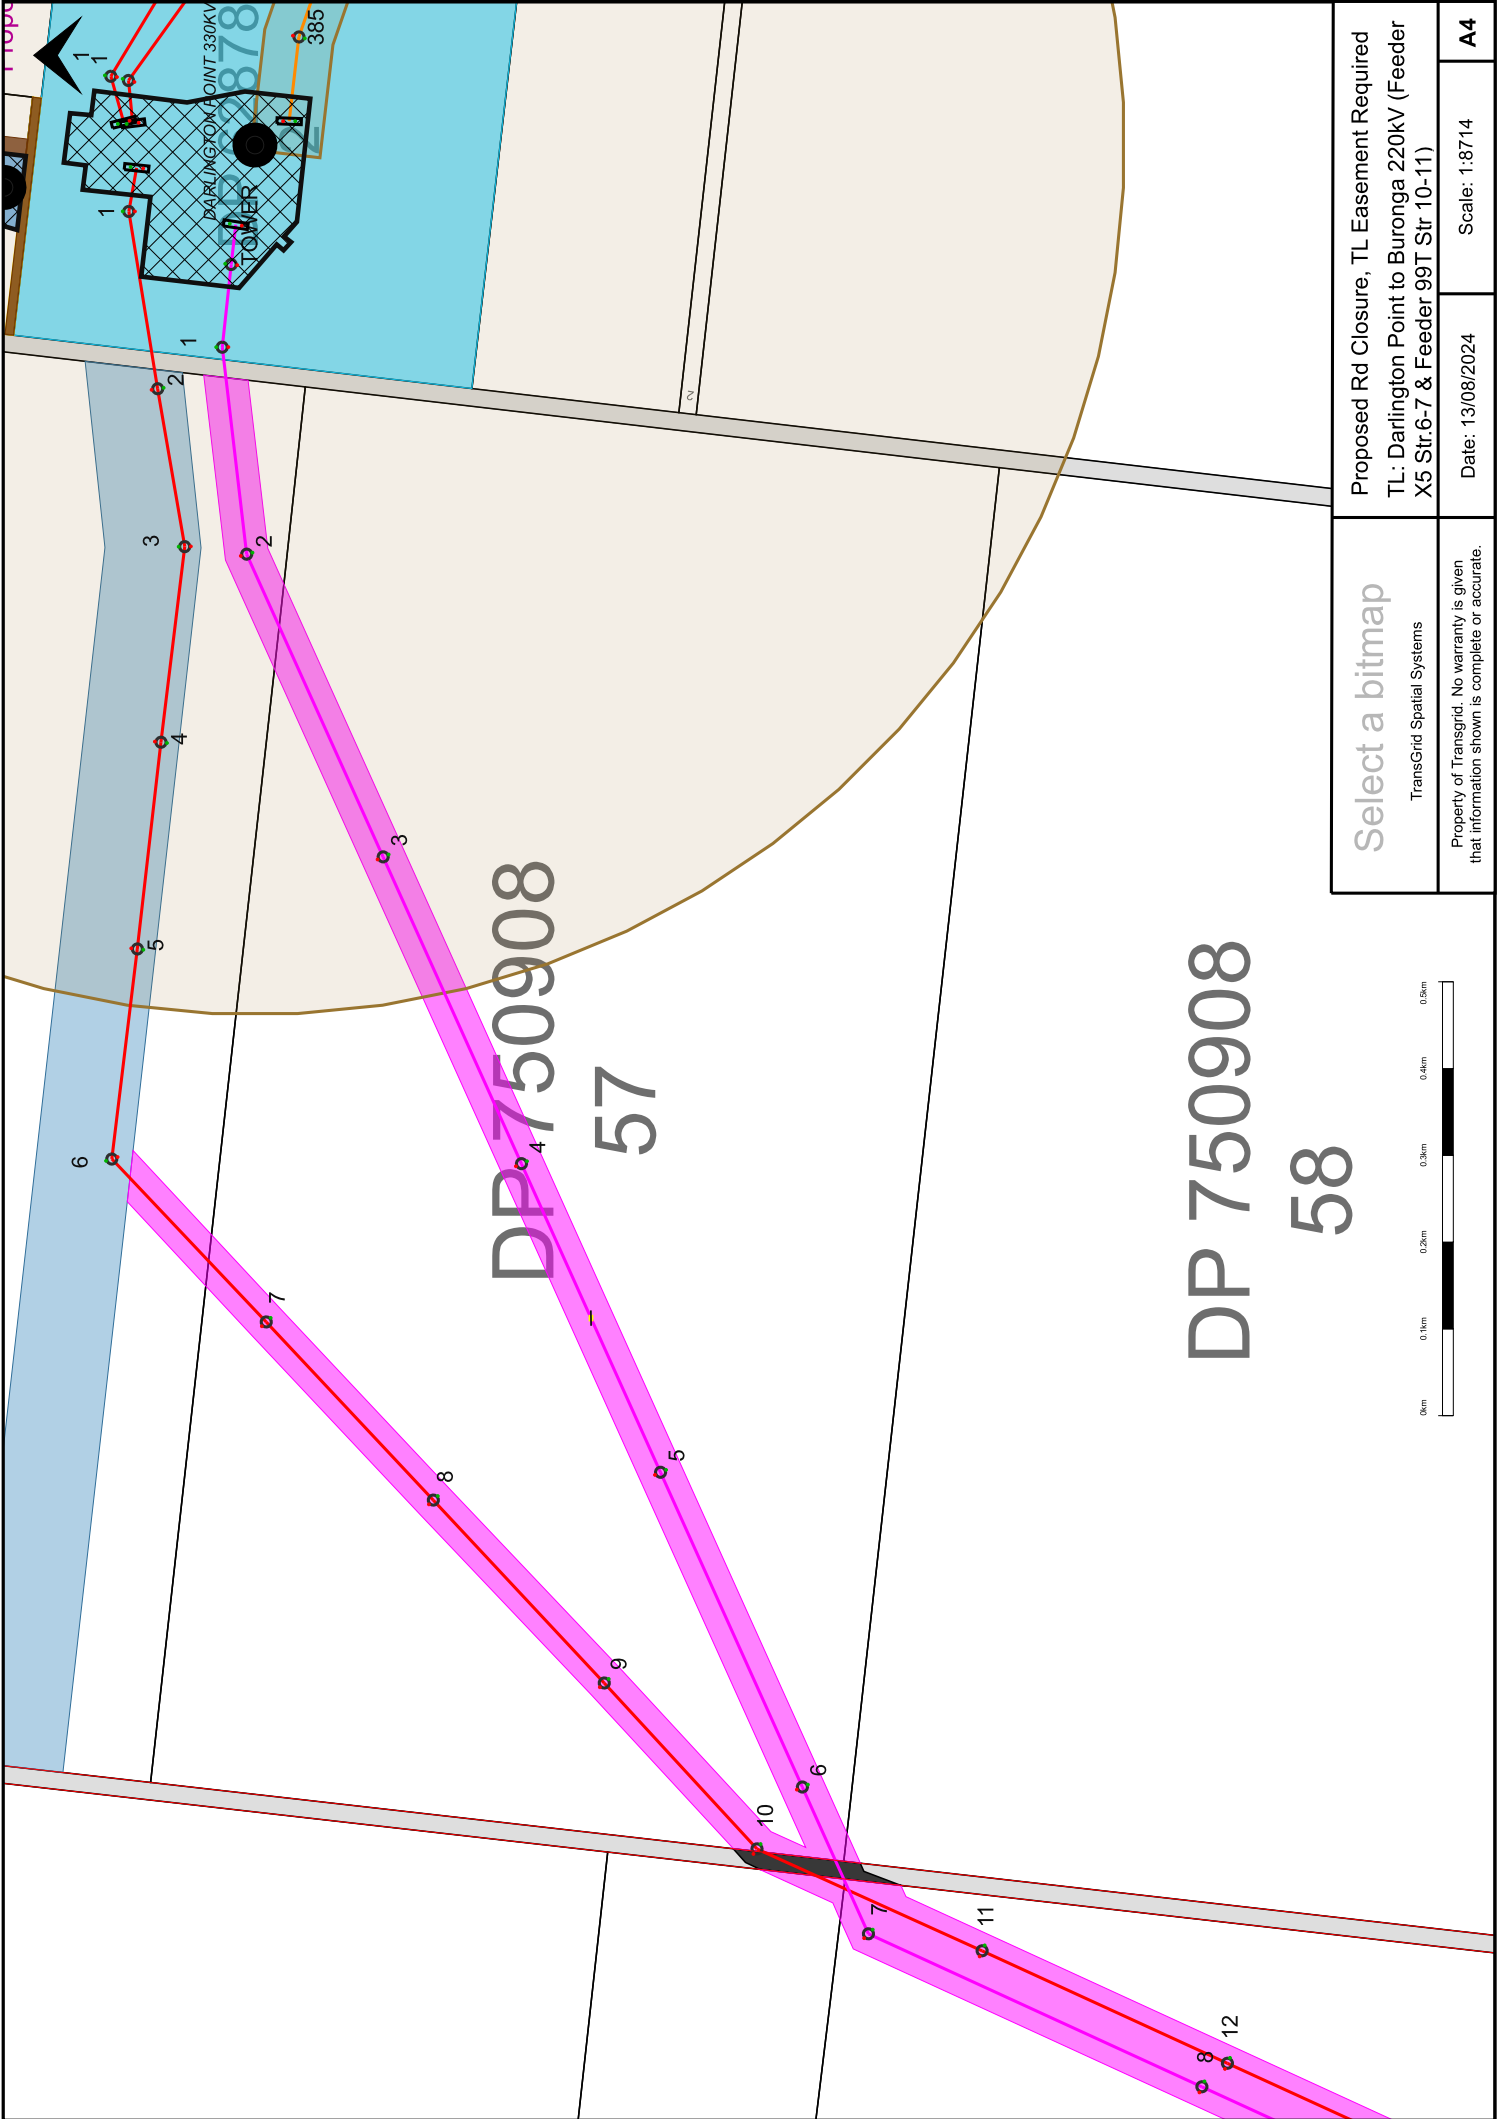 1
1
1
2
3
4
5
6
7
8
9
10
11
12
1
2
3
4
5
6
7
8
385
DARLINGTON POINT 330KV
TOWER
2
2
DP 750908
57
DP 750908
58
0km
0.1km
0.2km
0.3km
0.4km
0.5km
Select a bitmap
TransGrid Spatial Systems
Property of Transgrid. No warranty is given
that information shown is complete or accurate.
Proposed Rd Closure, TL Easement Required
TL: Darlington Point to Buronga 220kV (Feeder
X5 Str.6-7 & Feeder 99T Str 10-11)
Date: 13/08/2024
Scale: 1:8714
A4